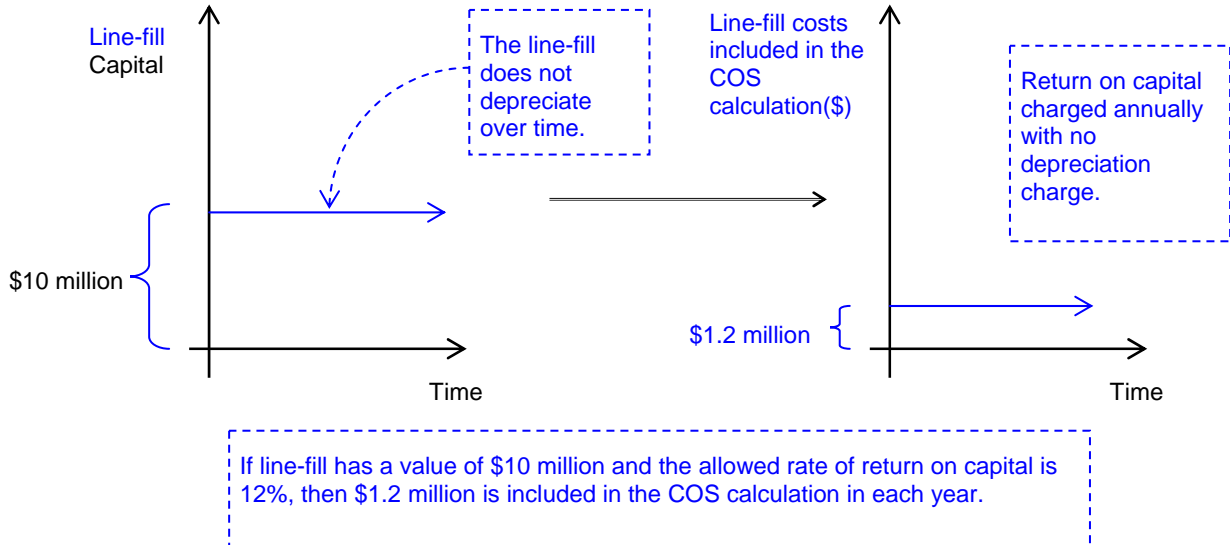 Line-fill
Capital
The line-fill
does not
depreciate
over time.
$10 million
Time
Line-fill costs
included in the
COS
calculation($)
Return on capital
charged annually
with no
depreciation
charge.
$1.2 million
Time
If line-fill has a value of $10 million and the allowed rate of return on capital is
12%, then $1.2 million is included in the COS calculation in each year.